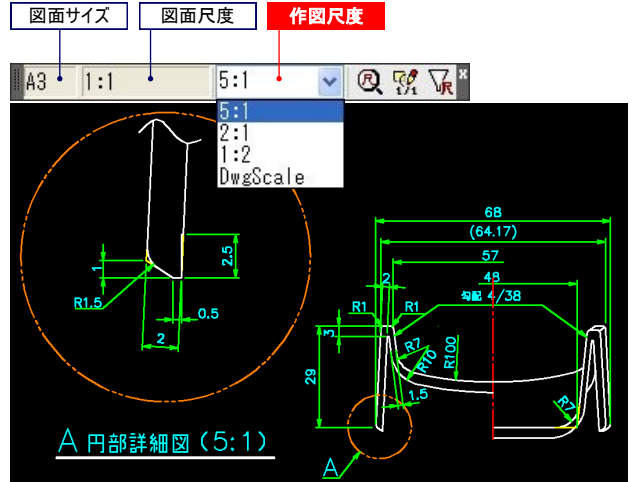 図面サイズ 図面尺度 作図尺度
A3 1:1 5:1
R 1/1 R
5:1
2:1
1:2
DwgScale
68
(64.17)
57
2 48
勾配 4/38
R1 R1
3
R7
R10
R100
29
1.5
R7
2.5
1
R1.5
0.5
2
A 円部詳細図(5:1)
A